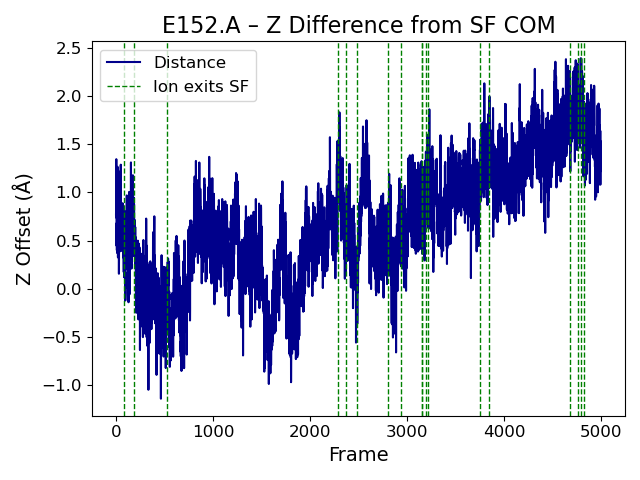 E152.A – Z Difference from SF COM
Distance
Ion exits SF
Z Offset (Å)
2.5
2.0
1.5
1.0
0.5
0.0
−0.5
−1.0
0 1000 2000 3000 4000 5000
Frame